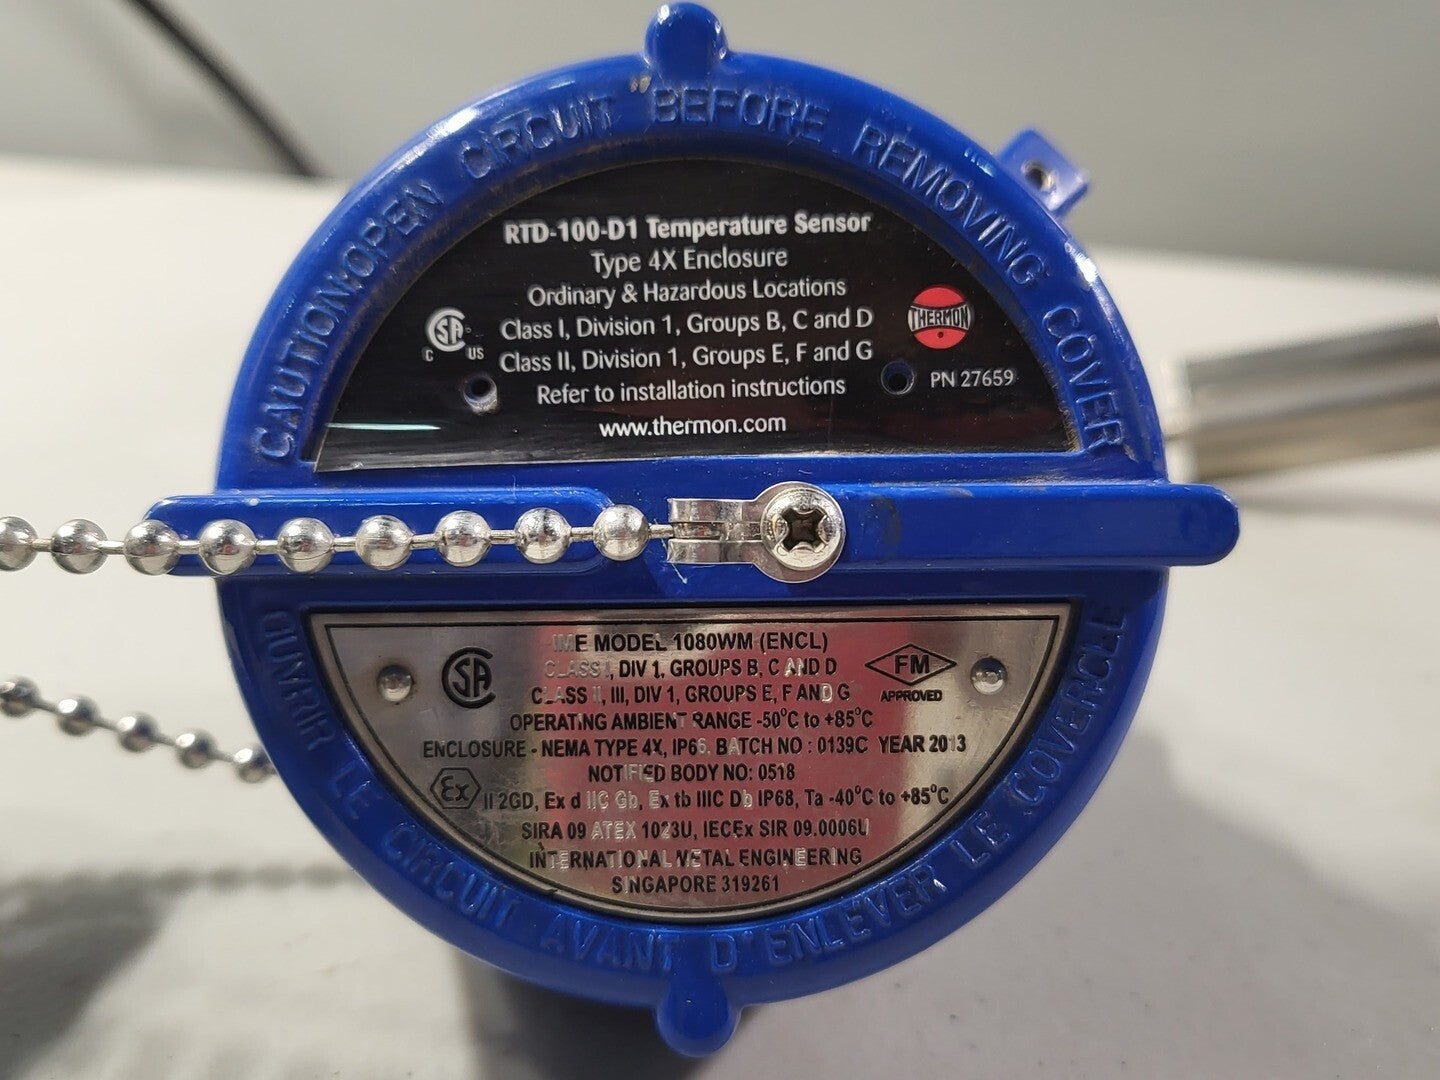 CAUTION:OPEN CIRCUIT BEFORE REMOVING COVER
RTD-100-D1 Temperature Sensor
Type 4X Enclosure
Ordinary & Hazardous Locations
Class I, Division 1, Groups B, C and D
Class II, Division 1, Groups E, F and G
Refer to installation instructions
www.thermon.com
C SA US
THERMON
PN 27659
IME MODEL 1080WM (ENCL)
CLASS I, DIV 1, GROUPS B, C AND D
CLASS II, III, DIV 1, GROUPS E, F AND G
SA
FM
APPROVED
OPERATING AMBIENT RANGE -50°C to +85°C
ENCLOSURE - NEMA TYPE 4X, IP66. BATCH NO : 0139C YEAR 2013
NOTIFIED BODY NO: 0518
Ex II 2GD, Ex d IIC Gb, Ex tb IIIC Db IP68, Ta -40°C to +85°C
SIRA 09 ATEX 1023U, IECEx SIR 09.0006U
INTERNATIONAL METAL ENGINEERING
SINGAPORE 319261
OUVRIR LE CIRCUIT AVANT D'ENLEVER LE COUVERCLE